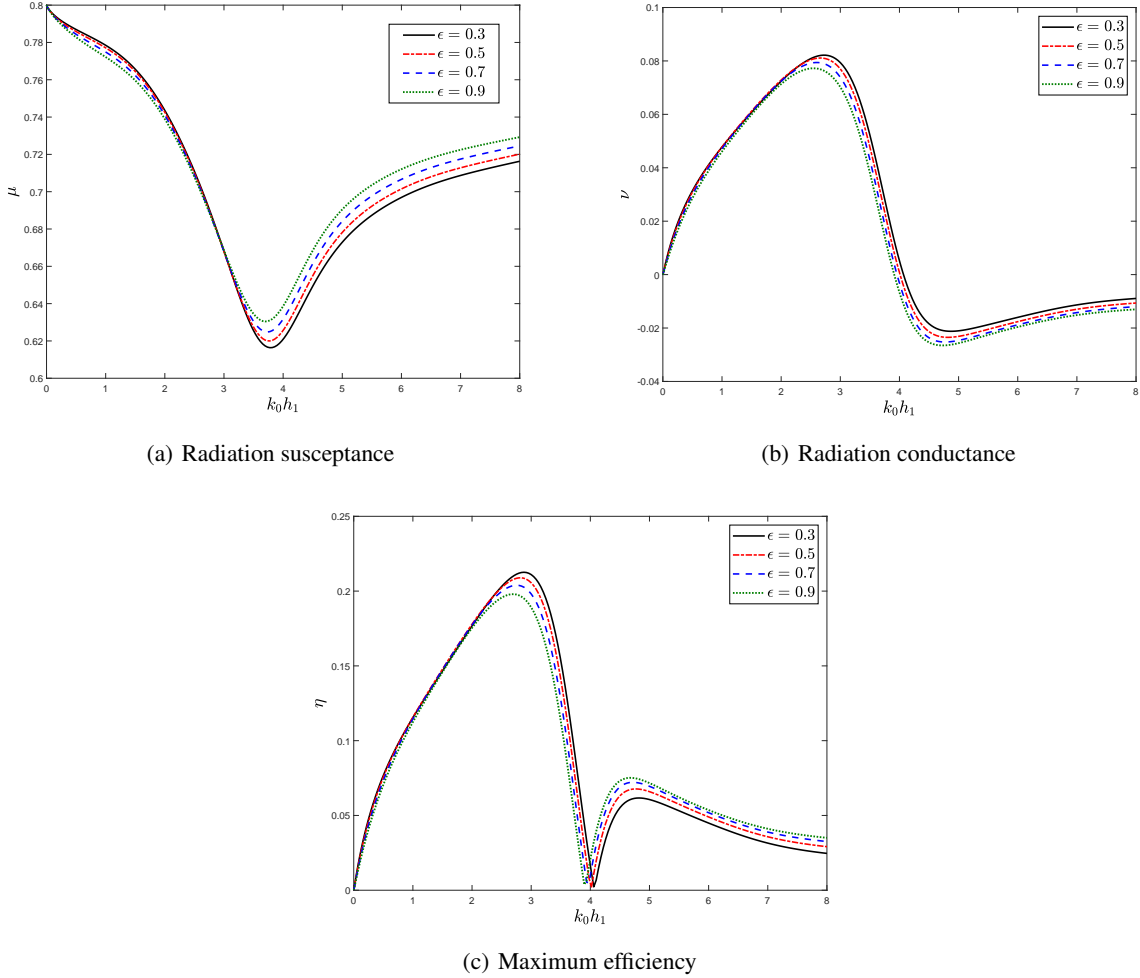 0.8
0.78
0.76
0.74
0.72
0.7
0.68
0.66
0.64
0.62
0.6
μ
0 1 2 3 4 5 6 7 8
k₀h₁
ϵ = 0.3
ϵ = 0.5
ϵ = 0.7
ϵ = 0.9
(a) Radiation susceptance
0.1
0.08
0.06
0.04
0.02
0
-0.02
-0.04
ν
0 1 2 3 4 5 6 7 8
k₀h₁
ϵ = 0.3
ϵ = 0.5
ϵ = 0.7
ϵ = 0.9
(b) Radiation conductance
0.25
0.2
0.15
0.1
0.05
0
η
0 1 2 3 4 5 6 7 8
k₀h₁
ϵ = 0.3
ϵ = 0.5
ϵ = 0.7
ϵ = 0.9
(c) Maximum efficiency